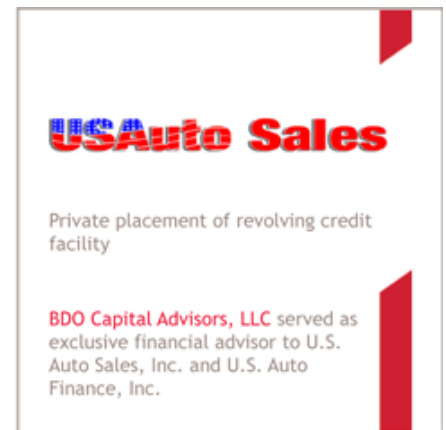 USAuto Sales
Private placement of revolving credit
facility
BDO Capital Advisors, LLC served as
exclusive financial advisor to U.S.
Auto Sales, Inc. and U.S. Auto
Finance, Inc.